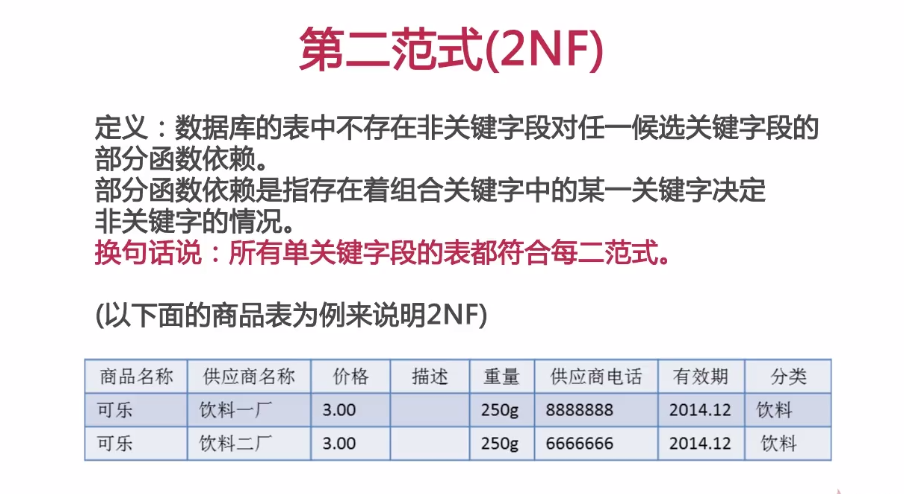 第二范式(2NF)
定义：数据库的表中不存在非关键字段对任一候选关键字段的
部分函数依赖。
部分函数依赖是指存在着组合关键字中的某一关键字决定
非关键字的情况。
换句话说：所有单关键字段的表都符合每二范式。
(以下面的商品表为例来说明2NF)
商品名称 供应商名称 价格 描述 重量 供应商电话 有效期 分类
可乐 饮料一厂 3.00 250g 8888888 2014.12 饮料
可乐 饮料二厂 3.00 250g 6666666 2014.12 饮料